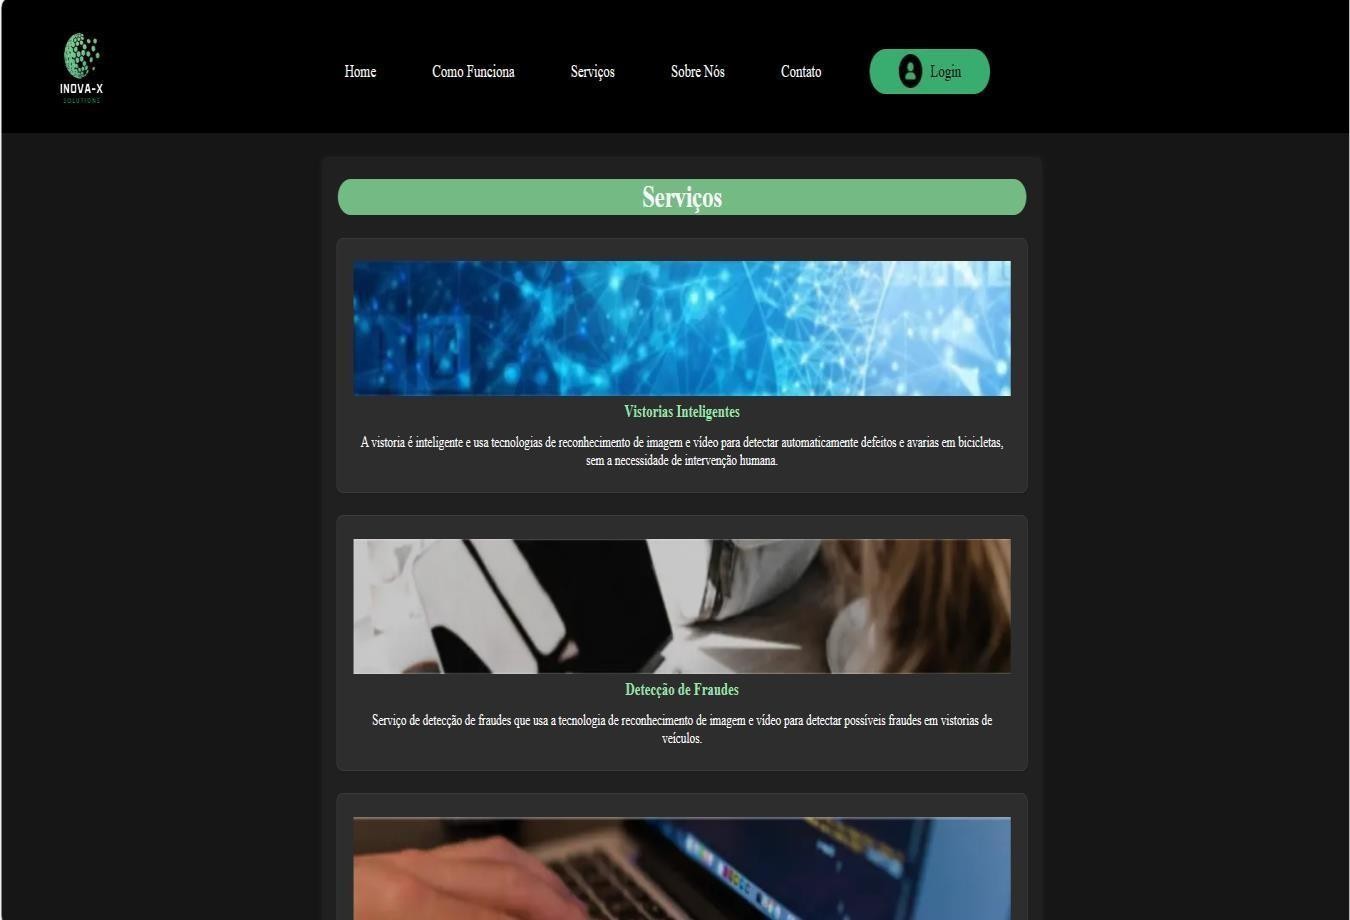 INOVA-X
SOLUTIONS
Home
Como Funciona
Serviços
Sobre Nós
Contato
Login
Serviços
Vistorias Inteligentes
A vistoria é inteligente e usa tecnologias de reconhecimento de imagem e vídeo para detectar automaticamente defeitos e avarias em bicicletas,
sem a necessidade de intervenção humana.
Detecção de Fraudes
Serviço de detecção de fraudes que usa a tecnologia de reconhecimento de imagem e vídeo para detectar possíveis fraudes em vistorias de
veículos.